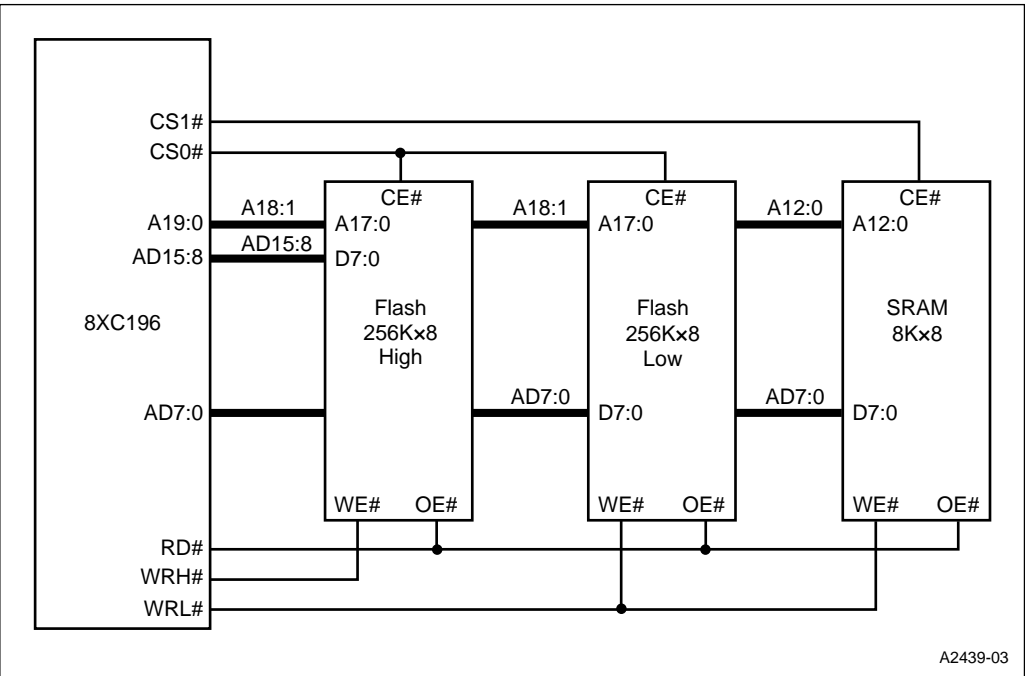 CS1#
CS0#
CE#
CE#
CE#
A19:0
A18:1
A17:0
A18:1
A17:0
A12:0
A12:0
AD15:8
AD15:8
D7:0
8XC196
Flash
256K×8
High
Flash
256K×8
Low
SRAM
8K×8
AD7:0
AD7:0
D7:0
AD7:0
D7:0
WE# OE#
WE# OE#
WE# OE#
RD#
WRH#
WRL#
A2439-03